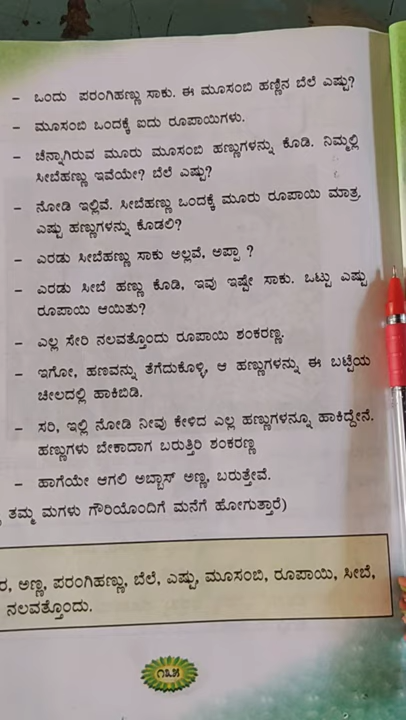 – ಒಂದು ಪರಂಗಿಹಣ್ಣು ಸಾಕು. ಈ ಮೂಸಂಬಿ ಹಣ್ಣಿನ ಬೆಲೆ ಎಷ್ಟು?
– ಮೂಸಂಬಿ ಒಂದಕ್ಕೆ ಐದು ರೂಪಾಯಿಗಳು.
– ಚೆನ್ನಾಗಿರುವ ಮೂರು ಮೂಸಂಬಿ ಹಣ್ಣುಗಳನ್ನು ಕೊಡಿ. ನಿಮ್ಮಲ್ಲಿ
ಸೀಬೆಹಣ್ಣು ಇವೆಯೇ? ಬೆಲೆ ಎಷ್ಟು?
– ನೋಡಿ ಇಲ್ಲಿವೆ. ಸೀಬೆಹಣ್ಣು ಒಂದಕ್ಕೆ ಮೂರು ರೂಪಾಯಿ ಮಾತ್ರ.
ಎಷ್ಟು ಹಣ್ಣುಗಳನ್ನು ಕೊಡಲಿ?
– ಎರಡು ಸೀಬೆಹಣ್ಣು ಸಾಕು ಅಲ್ಲವೆ, ಅಪ್ಪಾ ?
– ಎರಡು ಸೀಬೆ ಹಣ್ಣು ಕೊಡಿ, ಇವು ಇಷ್ಟೇ ಸಾಕು. ಒಟ್ಟು ಎಷ್ಟು
ರೂಪಾಯಿ ಆಯಿತು?
– ಎಲ್ಲ ಸೇರಿ ನಲವತ್ತೊಂದು ರೂಪಾಯಿ ಶಂಕರಣ್ಣ.
– ಇಗೋ, ಹಣವನ್ನು ತೆಗೆದುಕೊಳ್ಳಿ, ಆ ಹಣ್ಣುಗಳನ್ನು ಈ ಬಟ್ಟೆಯ
ಚೀಲದಲ್ಲಿ ಹಾಕಿಬಿಡಿ.
– ಸರಿ, ಇಲ್ಲಿ ನೋಡಿ ನೀವು ಕೇಳಿದ ಎಲ್ಲ ಹಣ್ಣುಗಳನ್ನೂ ಹಾಕಿದ್ದೇನೆ.
ಹಣ್ಣುಗಳು ಬೇಕಾದಾಗ ಬರುತ್ತಿರಿ ಶಂಕರಣ್ಣ
– ಹಾಗೆಯೇ ಆಗಲಿ ಅಬ್ಬಾಸ್ ಅಣ್ಣ, ಬರುತ್ತೇವೆ.
ತಮ್ಮ ಮಗಳು ಗೌರಿಯೊಂದಿಗೆ ಮನೆಗೆ ಹೋಗುತ್ತಾರೆ)
ಅಣ್ಣ, ಪರಂಗಿಹಣ್ಣು, ಬೆಲೆ, ಎಷ್ಟು, ಮೂಸಂಬಿ, ರೂಪಾಯಿ, ಸೀಬೆ,
ನಲವತ್ತೊಂದು.
೧೩೫